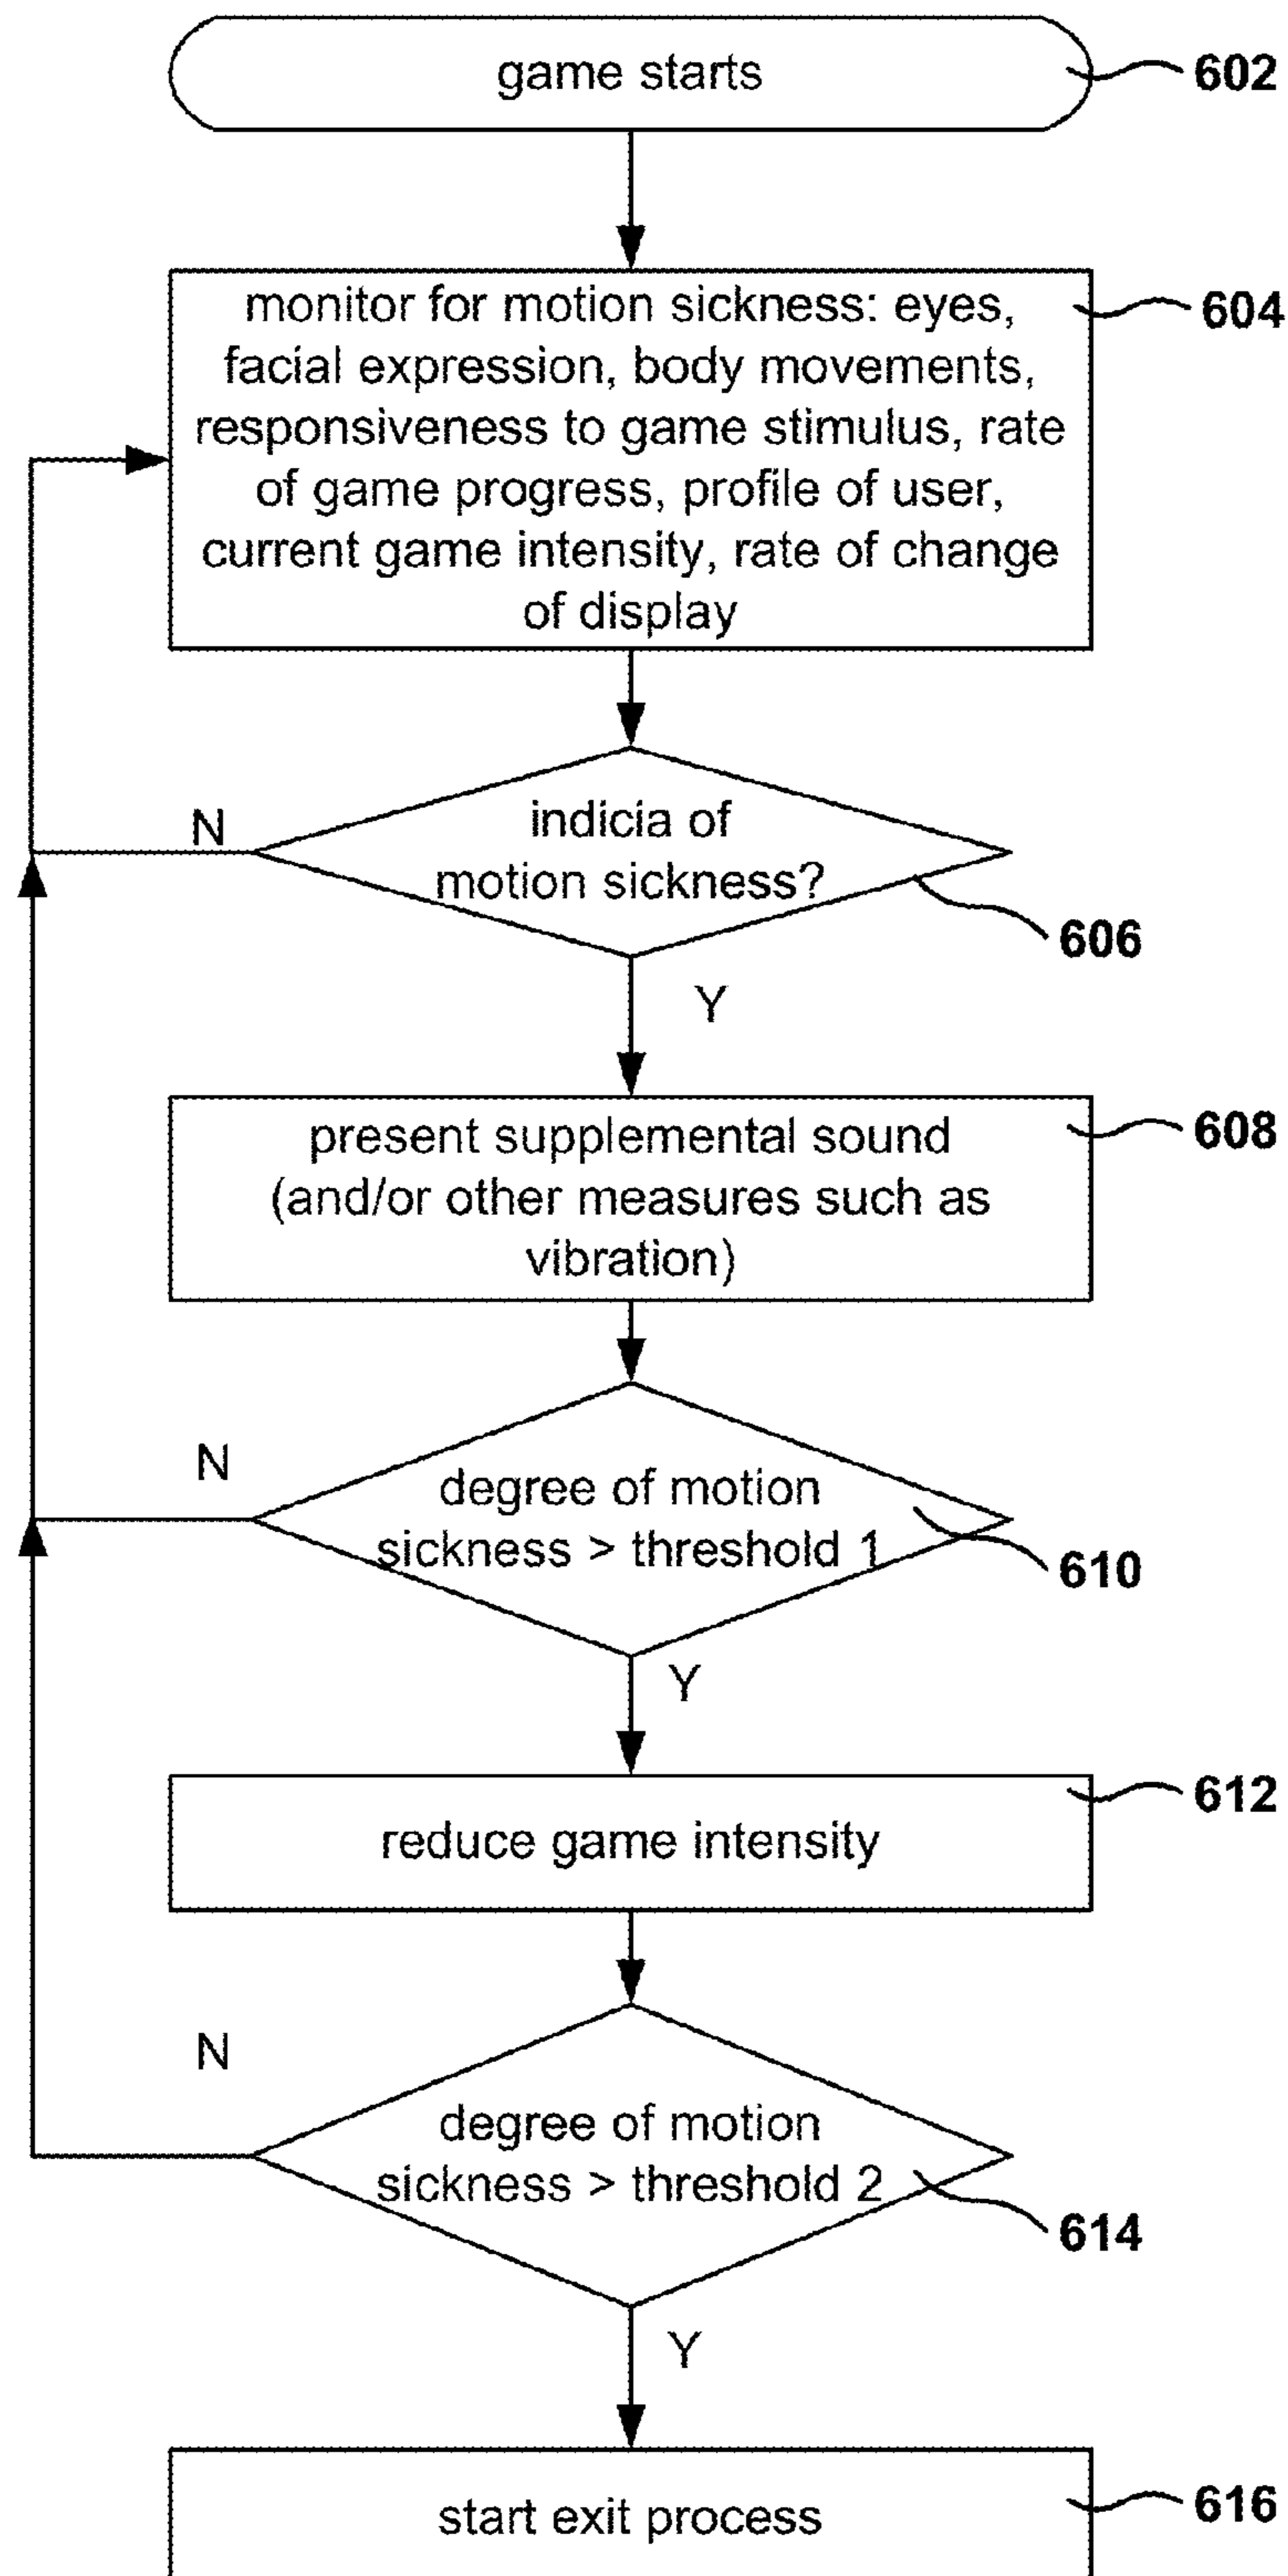 game starts
602
monitor for motion sickness: eyes,
facial expression, body movements,
responsiveness to game stimulus, rate
of game progress, profile of user,
current game intensity, rate of change
of display
604
indicia of
motion sickness?
N
606
Y
present supplemental sound
(and/or other measures such as
vibration)
608
N
degree of motion
sickness > threshold 1
610
Y
reduce game intensity
612
N
degree of motion
sickness > threshold 2
614
Y
start exit process
616